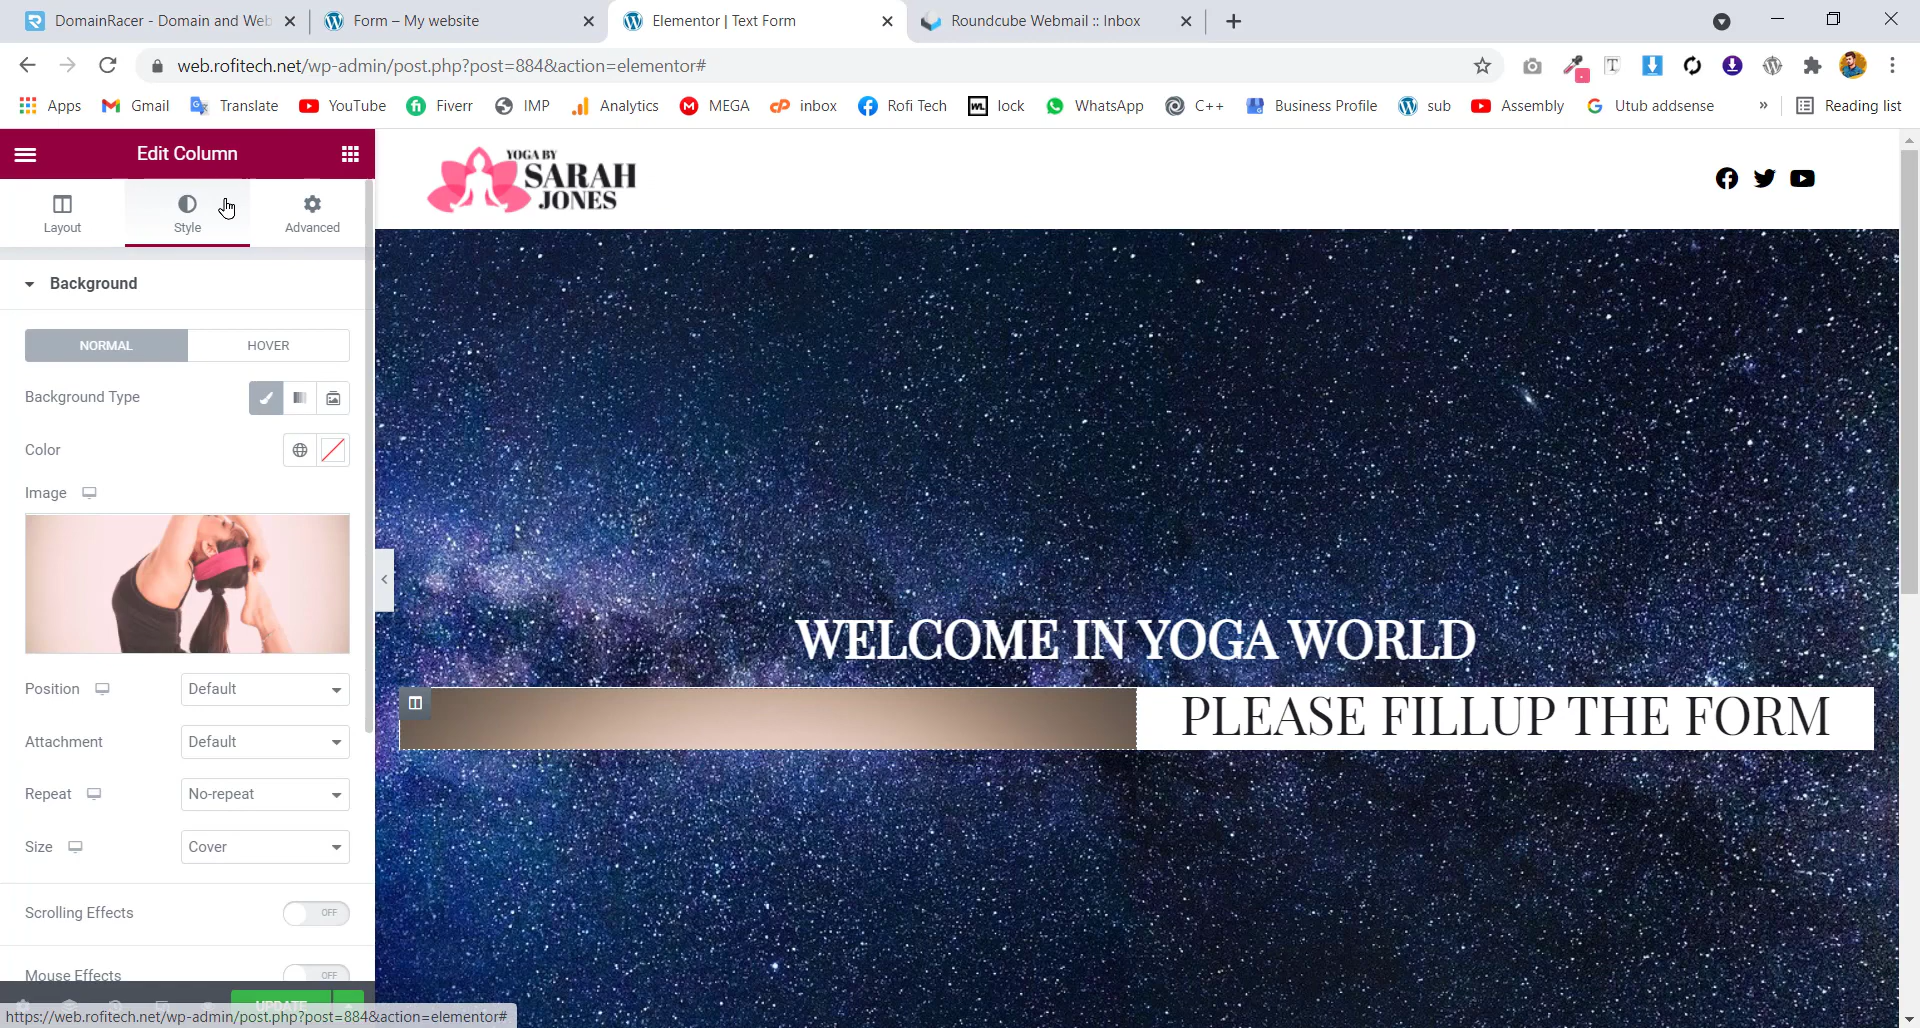 DomainRacer - Domain and Web
Form – My website
Elementor | Text Form
Roundcube Webmail :: Inbox
web.rofitech.net/wp-admin/post.php?post=884&action=elementor#
Apps
Gmail
Translate
YouTube
Fiverr
IMP
Analytics
MEGA
inbox
Rofi Tech
lock
WhatsApp
C++
Business Profile
sub
Assembly
Utub addsense
»
Reading list
Edit Column
YOGA BY
SARAH
JONES
Layout
Style
Advanced
Background
NORMAL
HOVER
Background Type
Color
Image
WELCOME IN YOGA WORLD
Position
Default
PLEASE FILLUP THE FORM
Attachment
Default
Repeat
No-repeat
Size
Cover
Scrolling Effects
OFF
Mouse Effects
OFF
UPDATE
https://web.rofitech.net/wp-admin/post.php?post=884&action=elementor#